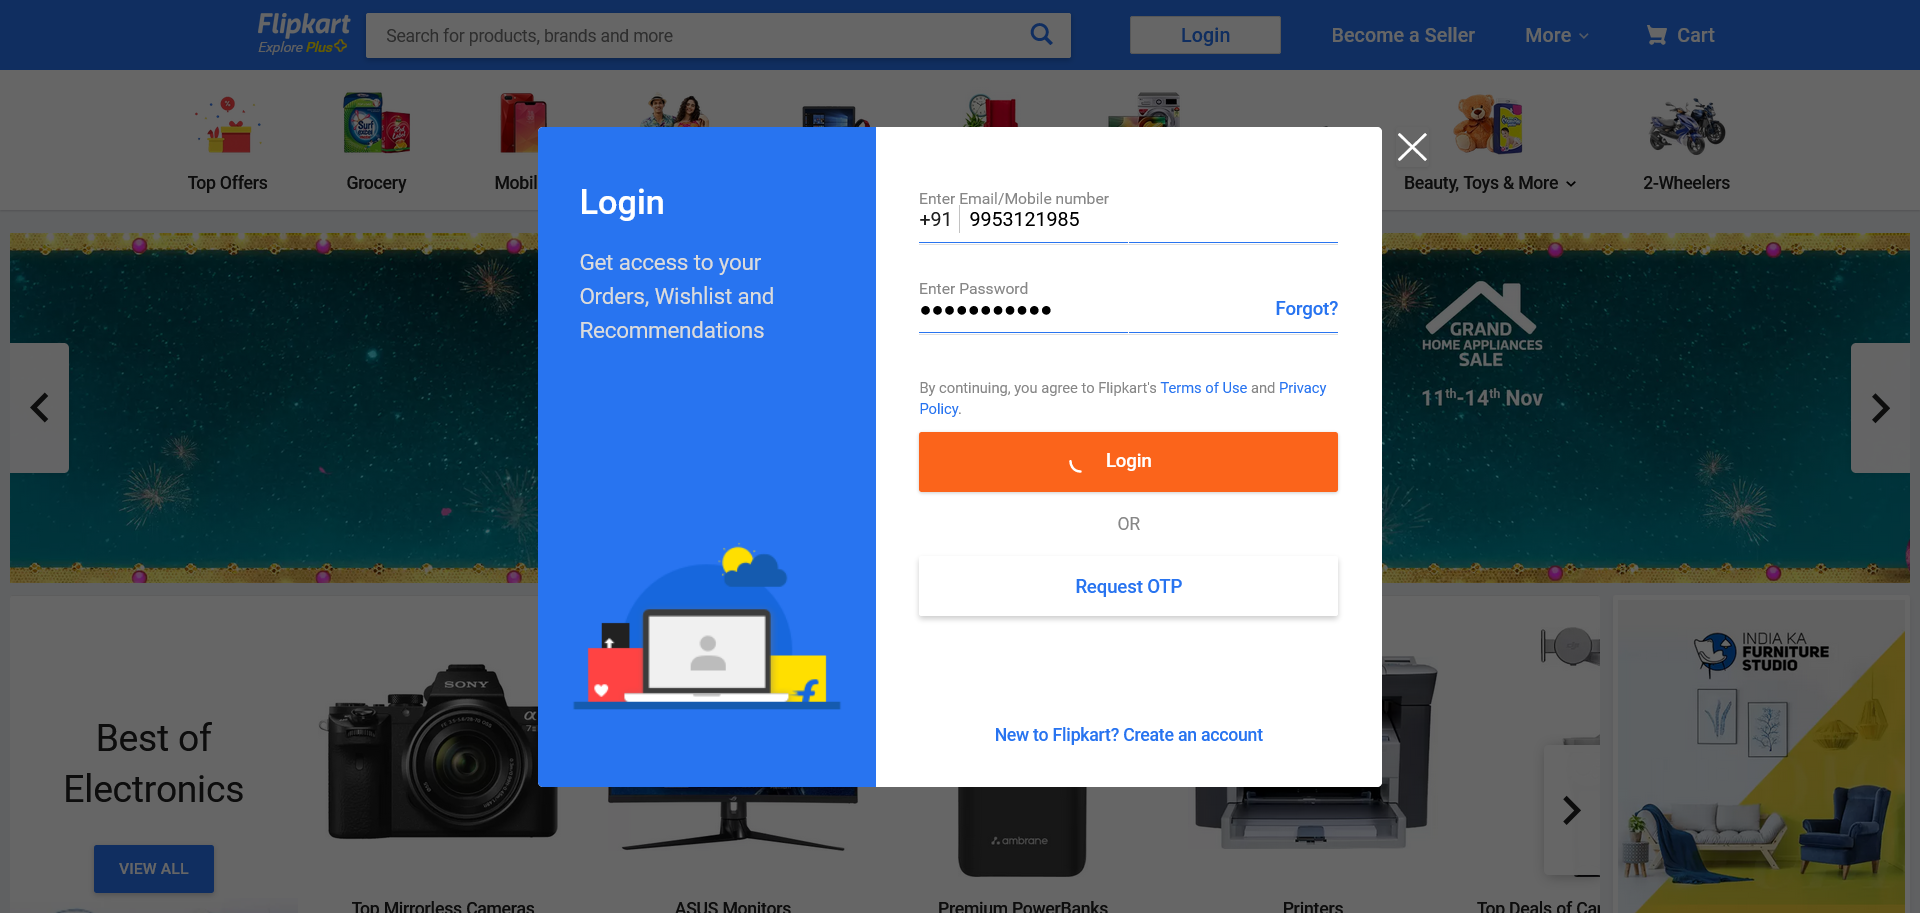 Flipkart
Explore Plus
Search for products, brands and more
Login
Become a Seller
More
Cart
Top Offers
Grocery
Mobil
Beauty, Toys & More
2-Wheelers
Login
Get access to your
Orders, Wishlist and
Recommendations
Enter Email/Mobile number
+91 9953121985
Enter Password
Forgot?
By continuing, you agree to Flipkart's Terms of Use and Privacy
Policy.
Login
OR
Request OTP
New to Flipkart? Create an account
GRAND
HOME APPLIANCES
SALE
11th-14th Nov
Best of
Electronics
VIEW ALL
SONY
ambrane
INDIA KA
FURNITURE
STUDIO
Top Mirrorless Cameras
ASUS Monitors
Premium PowerBanks
Printers
Top Deals of Ca